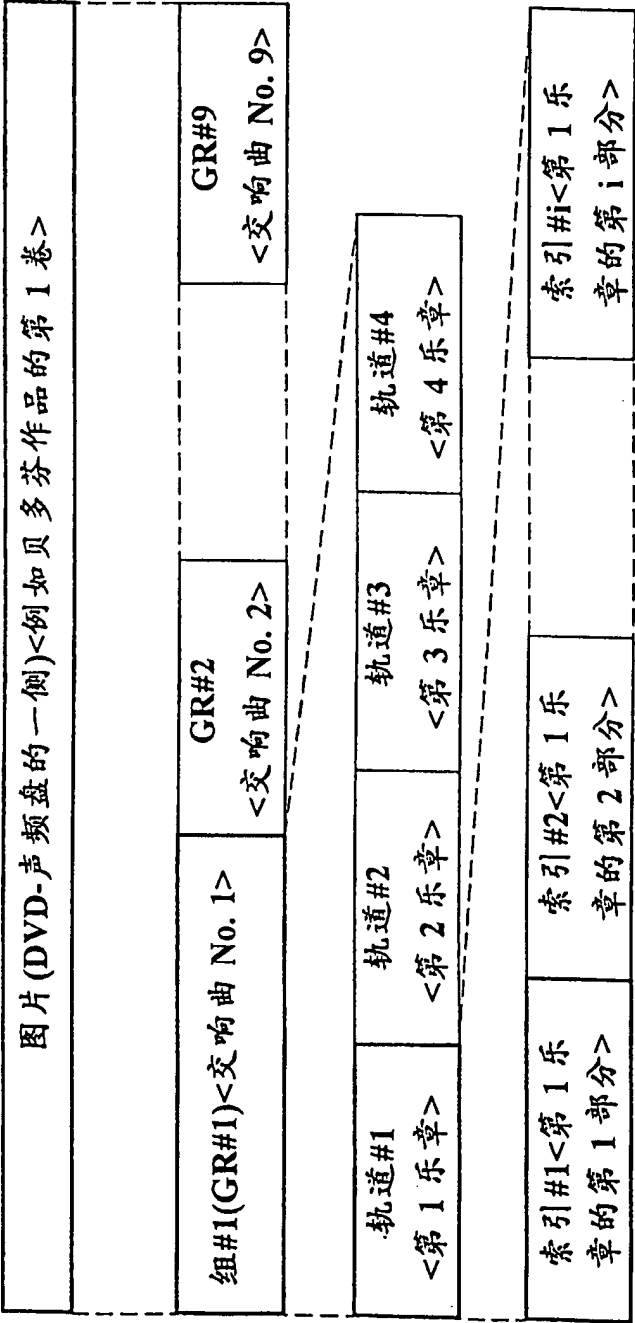 图片(DVD-声频盘的一侧)<例如贝多芬作品的第 1 卷>
组#1(GR#1)<交响曲 No. 1>
GR#2
<交响曲 No. 2>
GR#9
<交响曲 No. 9>
轨道#1
<第 1 乐章>
轨道#2
<第 2 乐章>
轨道#3
<第 3 乐章>
轨道#4
<第 4 乐章>
索引#1<第 1 乐
章的第 1 部分>
索引#2<第 1 乐
章的第 2 部分>
索引#i<第 1 乐
章的第 i 部分>